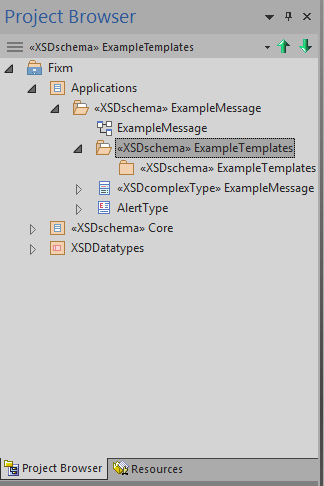 Project Browser
«XSDschema» ExampleTemplates
Fixm
Applications
«XSDschema» ExampleMessage
ExampleMessage
«XSDschema» ExampleTemplates
«XSDschema» ExampleTemplates
«XSDcomplexType» ExampleMessage
AlertType
«XSDschema» Core
XSDDatatypes
Project Browser Resources